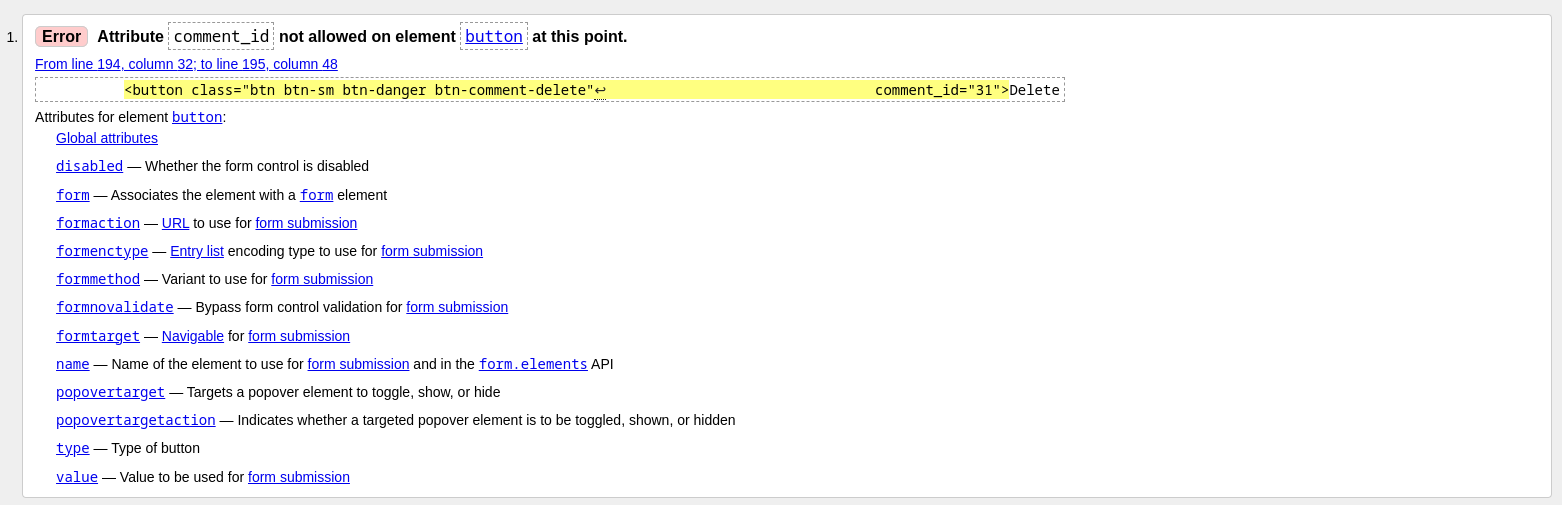 1. Error Attribute comment_id not allowed on element button at this point.
From line 194, column 32; to line 195, column 48
<button class="btn btn-sm btn-danger btn-comment-delete"↩ comment_id="31">Delete
Attributes for element button:
Global attributes
disabled — Whether the form control is disabled
form — Associates the element with a form element
formaction — URL to use for form submission
formenctype — Entry list encoding type to use for form submission
formmethod — Variant to use for form submission
formnovalidate — Bypass form control validation for form submission
formtarget — Navigable for form submission
name — Name of the element to use for form submission and in the form.elements API
popovertarget — Targets a popover element to toggle, show, or hide
popovertargetaction — Indicates whether a targeted popover element is to be toggled, shown, or hidden
type — Type of button
value — Value to be used for form submission